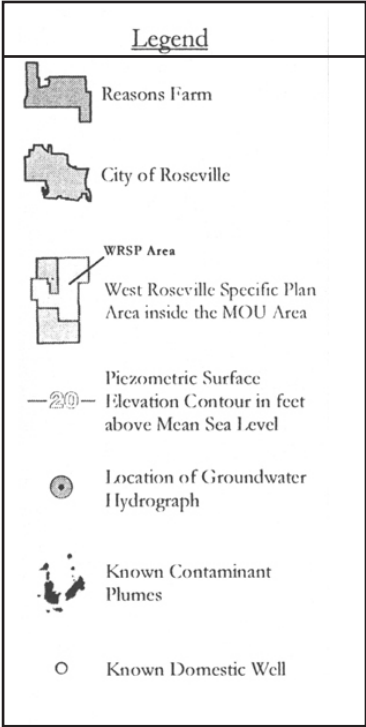 Legend
Reasons Farm
City of Roseville
WRSP Area
West Roseville Specific Plan
Area inside the MOU Area
Piezometric Surface
—20— Elevation Contour in feet
above Mean Sea Level
Location of Groundwater
Hydrograph
Known Contaminant
Plumes
Known Domestic Well